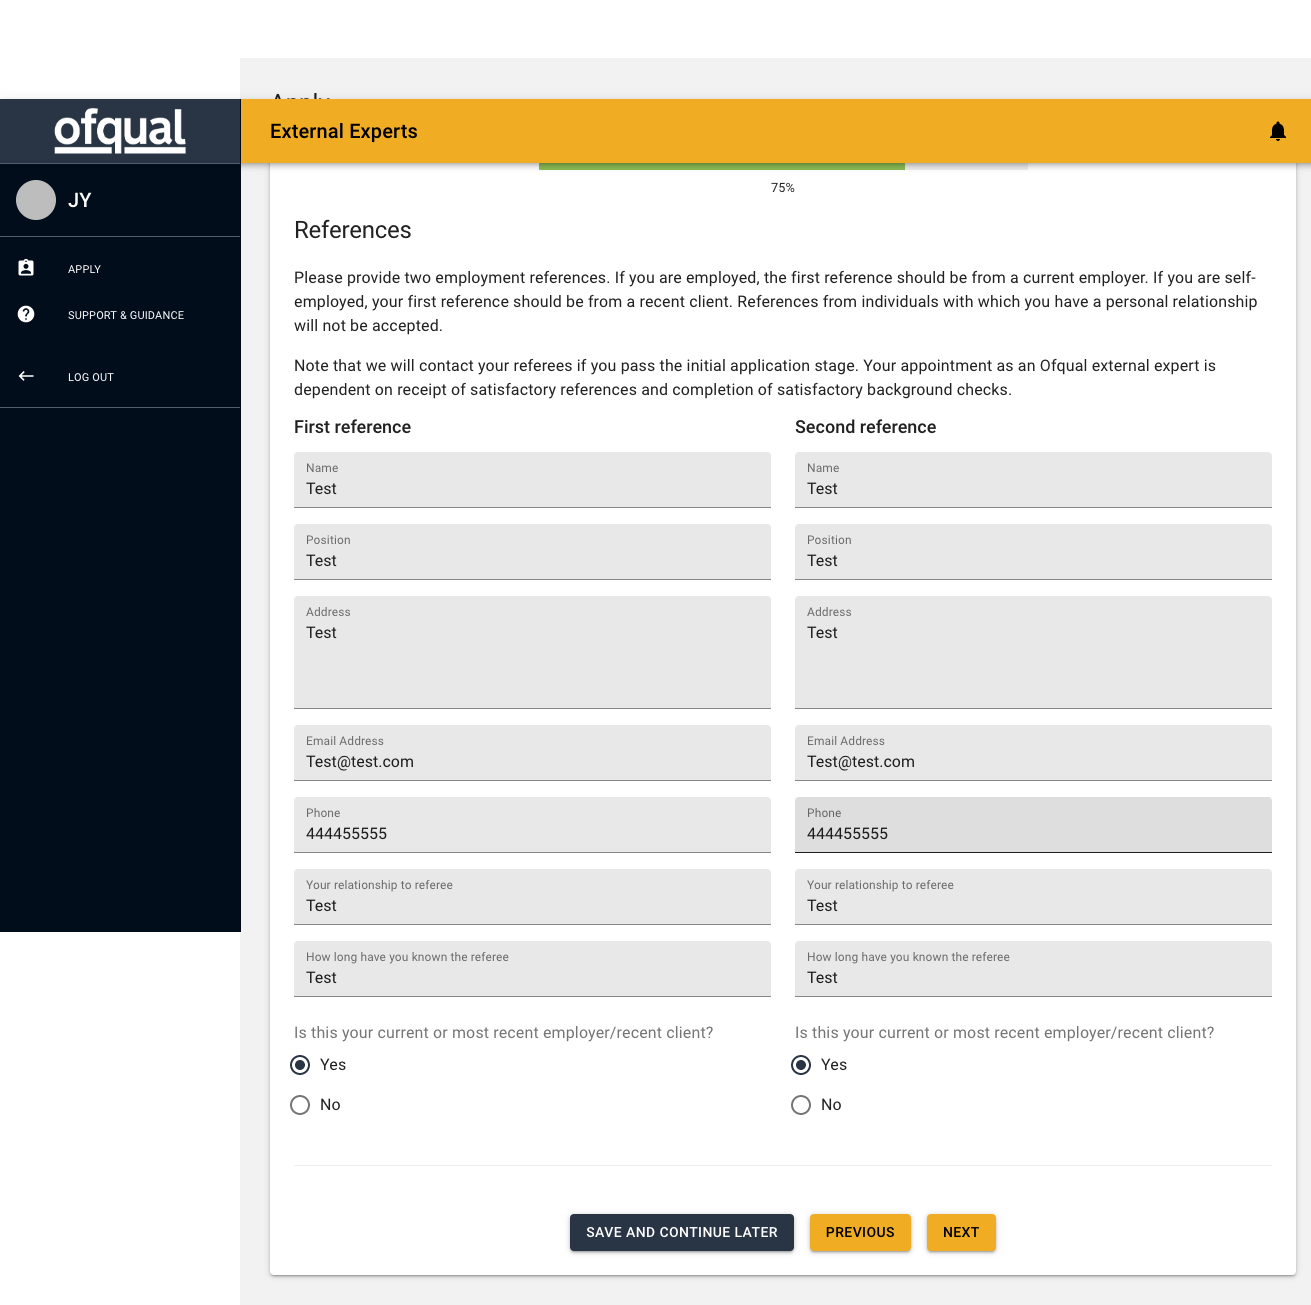 Apply
ofqual
External Experts
JY
APPLY
SUPPORT & GUIDANCE
LOG OUT
75%
References
Please provide two employment references. If you are employed, the first reference should be from a current employer. If you are self-
employed, your first reference should be from a recent client. References from individuals with which you have a personal relationship
will not be accepted.
Note that we will contact your referees if you pass the initial application stage. Your appointment as an Ofqual external expert is
dependent on receipt of satisfactory references and completion of satisfactory background checks.
First reference
Name
Test
Position
Test
Address
Test
Email Address
Test@test.com
Phone
444455555
Your relationship to referee
Test
How long have you known the referee
Test
Is this your current or most recent employer/recent client?
Yes
No
Second reference
Name
Test
Position
Test
Address
Test
Email Address
Test@test.com
Phone
444455555
Your relationship to referee
Test
How long have you known the referee
Test
Is this your current or most recent employer/recent client?
Yes
No
SAVE AND CONTINUE LATER
PREVIOUS
NEXT